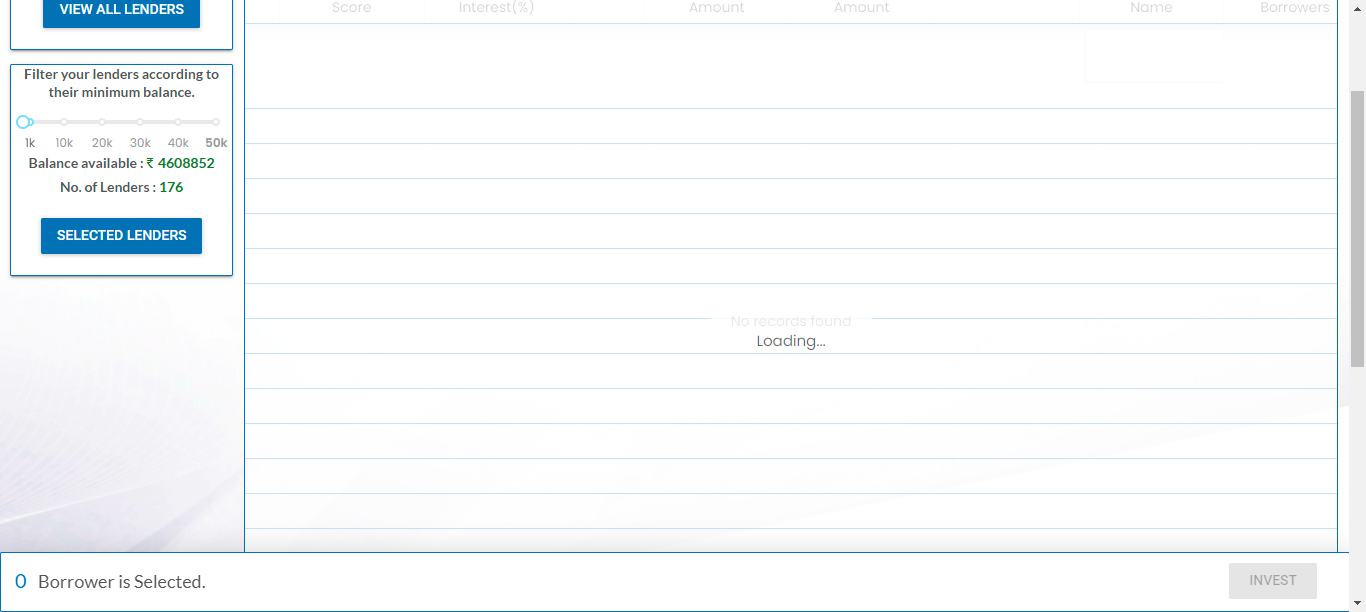 VIEW ALL LENDERS
Score Interest(%) Amount Amount Name Borrowers
Filter your lenders according to
their minimum balance.
1k 10k 20k 30k 40k 50k
Balance available : ₹ 4608852
No. of Lenders : 176
SELECTED LENDERS
No records found
Loading...
0 Borrower is Selected.
INVEST